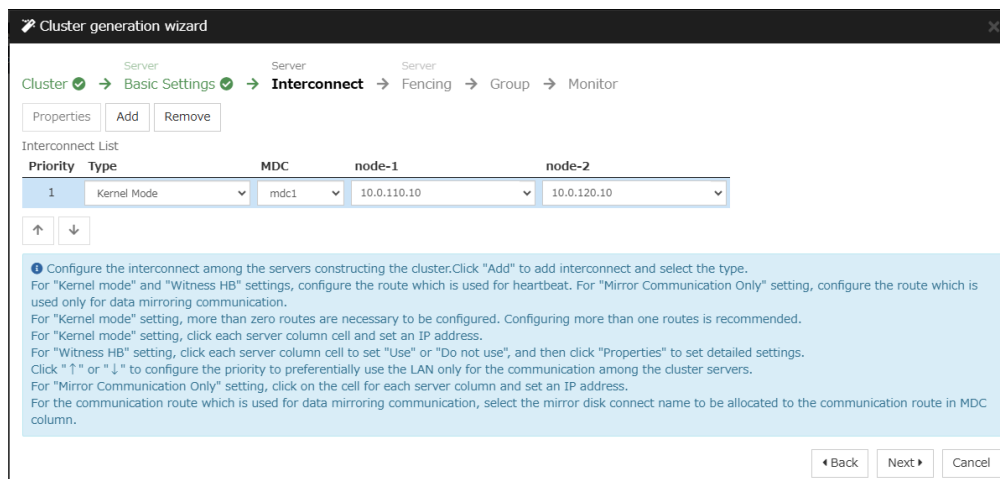 Cluster generation wizard
Server Server Server
Cluster → Basic Settings → Interconnect → Fencing → Group → Monitor
Properties Add Remove
Interconnect List
Priority Type MDC node-1 node-2
1 Kernel Mode mdc1 10.0.110.10 10.0.120.10
↑ ↓
Configure the interconnect among the servers constructing the cluster.Click "Add" to add interconnect and select the type.
For "Kernel mode" and "Witness HB" settings, configure the route which is used for heartbeat. For "Mirror Communication Only" setting, configure the route which is
used only for data mirroring communication.
For "Kernel mode" setting, more than zero routes are necessary to be configured. Configuring more than one routes is recommended.
For "Kernel mode" setting, click each server column cell and set an IP address.
For "Witness HB" setting, click each server column cell to set "Use" or "Do not use", and then click "Properties" to set detailed settings.
Click "↑" or "↓" to configure the priority to preferentially use the LAN only for the communication among the cluster servers.
For "Mirror Communication Only" setting, click on the cell for each server column and set an IP address.
For the communication route which is used for data mirroring communication, select the mirror disk connect name to be allocated to the communication route in MDC
column.
Back Next Cancel